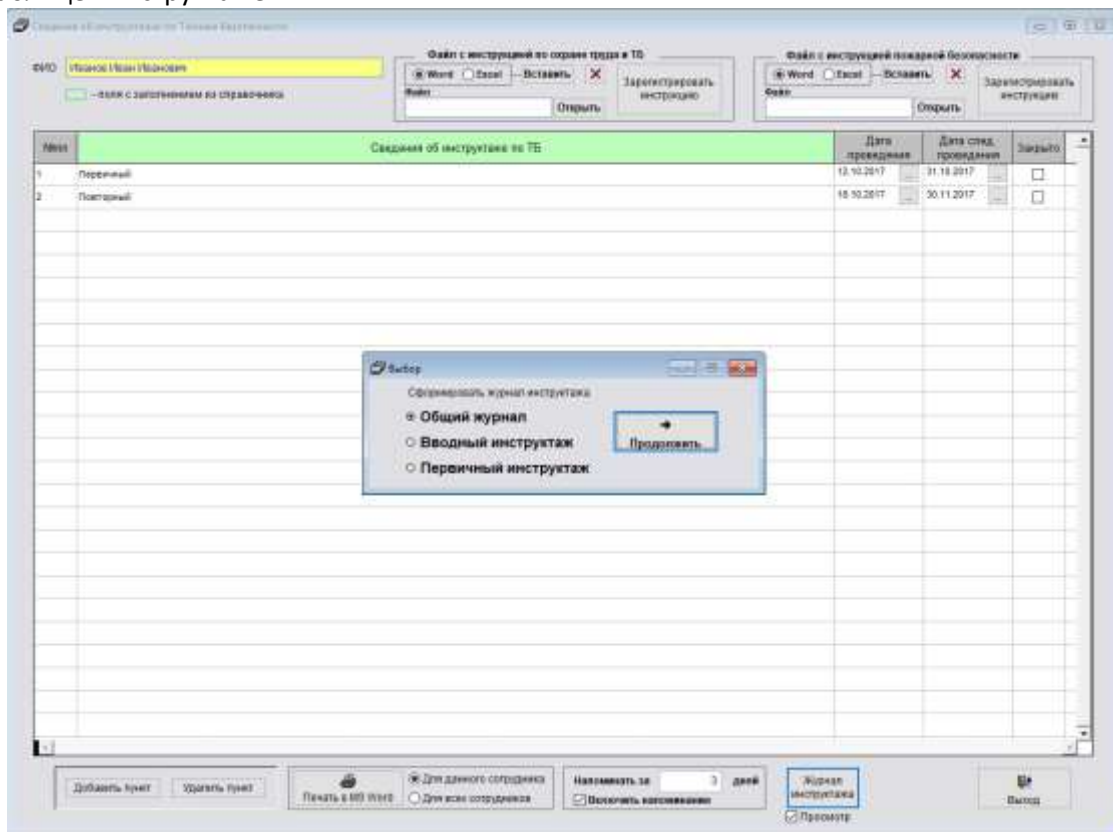 Сведения об инструктаже по Технике Безопасности
ФИО
Иванов Иван Иванович
- поля с заполнением из справочника
Файл с инструкцией по охране труда и ТБ
Word Excel Вставить
Файл
Открыть
Зарегистрировать инструкцию
Файл с инструкцией пожарной безопасности
Word Excel Вставить
Файл
Открыть
Зарегистрировать инструкцию
Сведения об инструктаже по ТБ
Дата проведения
Дата след. проведения
Закрыто
1 Первичный 12.10.2017 ... 31.10.2017 ...
2 Повторный 18.10.2017 ... 30.11.2017 ...
Выбор
Сформировать журнал инструктажа
Общий журнал
Вводный инструктаж
Первичный инструктаж
Продолжить
Добавить пункт
Удалить пункт
Печать в MS Word
Для данного сотрудника
Для всех сотрудников
Напоминать за 3 дней
Включить напоминание
Журнал инструктажа
Просмотр
Выход